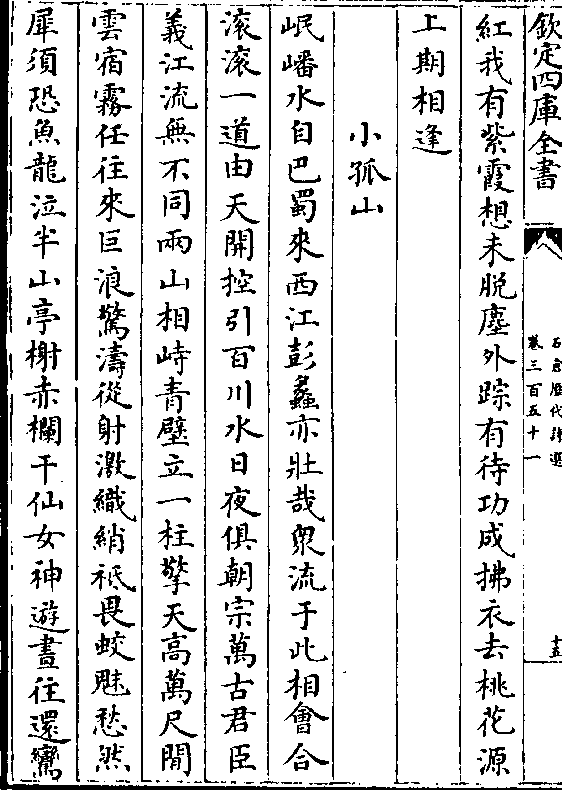 欽定四庫全書
石倉歷代詩選
卷三百五十一
十五
紅我有紫霞想未脱塵外踪有待功成拂衣去桃花源
上期相逢
小孤山
岷嶓水自巴蜀來西江彭蠡亦壯哉衆流于此相會合
滚滚一道由天開控引百川水日夜俱朝宗萬古君臣
義江流無不同兩山相峙青壁立一柱擎天高萬尺閒
雲宿霧任往來巨浪驚濤從射激織綃祗畏蛟魅愁然
犀須恐魚龍泣半山亭榭赤欄干仙女神遊晝往還鸞